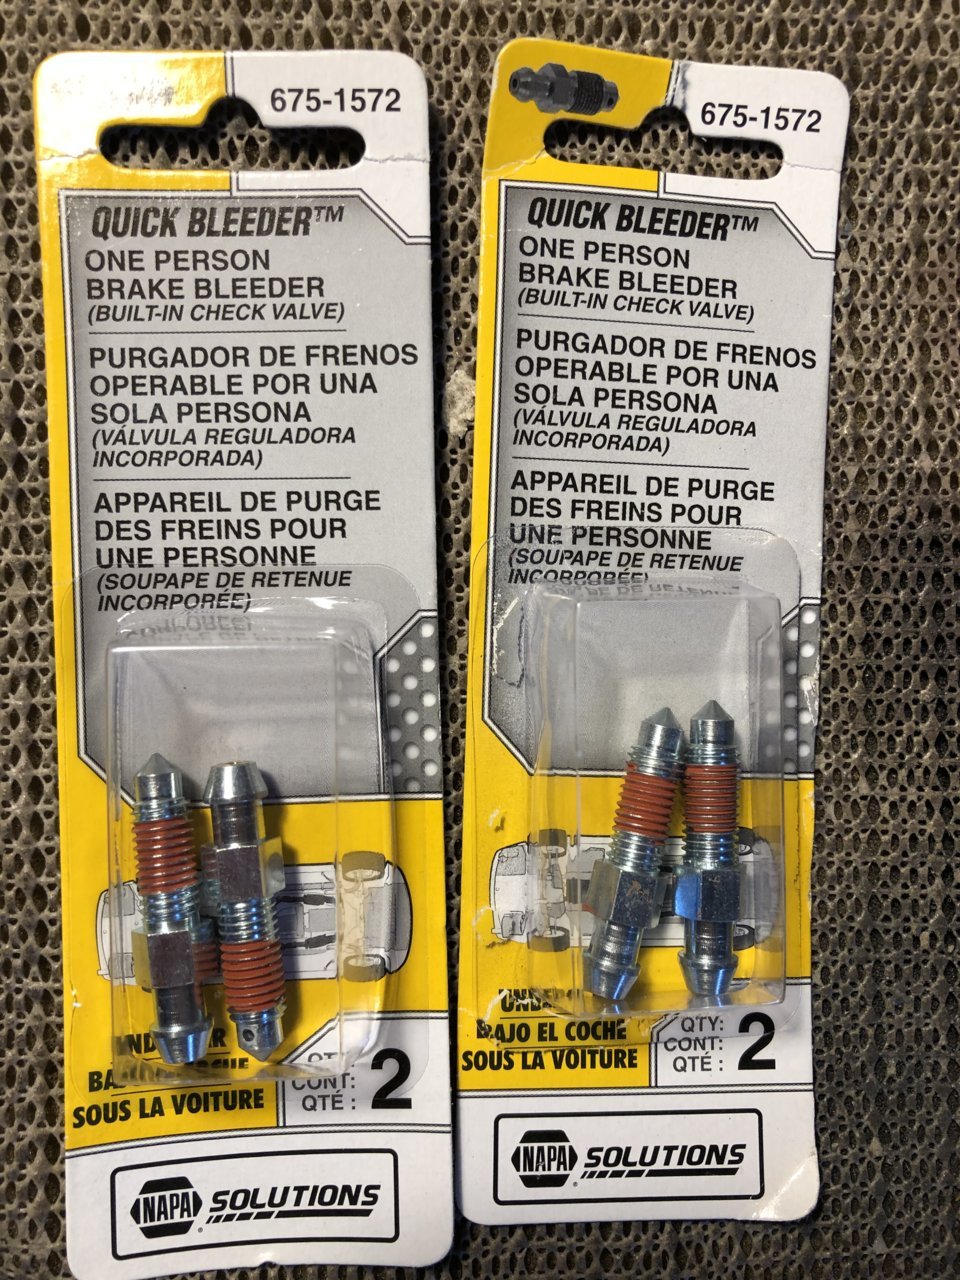 675-1572
QUICK BLEEDER™
ONE PERSON
BRAKE BLEEDER
(BUILT-IN CHECK VALVE)
PURGADOR DE FRENOS
OPERABLE POR UNA
SOLA PERSONA
(VÁLVULA REGULADORA
INCORPORADA)
APPAREIL DE PURGE
DES FREINS POUR
UNE PERSONNE
(SOUPAPE DE RETENUE
INCORPORÉE)
SOUS LA VOITURE
CONT:
QTÉ :
2
NAPA® SOLUTIONS
675-1572
QUICK BLEEDER™
ONE PERSON
BRAKE BLEEDER
(BUILT-IN CHECK VALVE)
PURGADOR DE FRENOS
OPERABLE POR UNA
SOLA PERSONA
(VÁLVULA REGULADORA
INCORPORADA)
APPAREIL DE PURGE
DES FREINS POUR
UNE PERSONNE
(SOUPAPE DE RETENUE
INCORPORÉE)
BAJO EL COCHE
SOUS LA VOITURE
QTY:
CONT:
QTÉ :
2
NAPA® SOLUTIONS